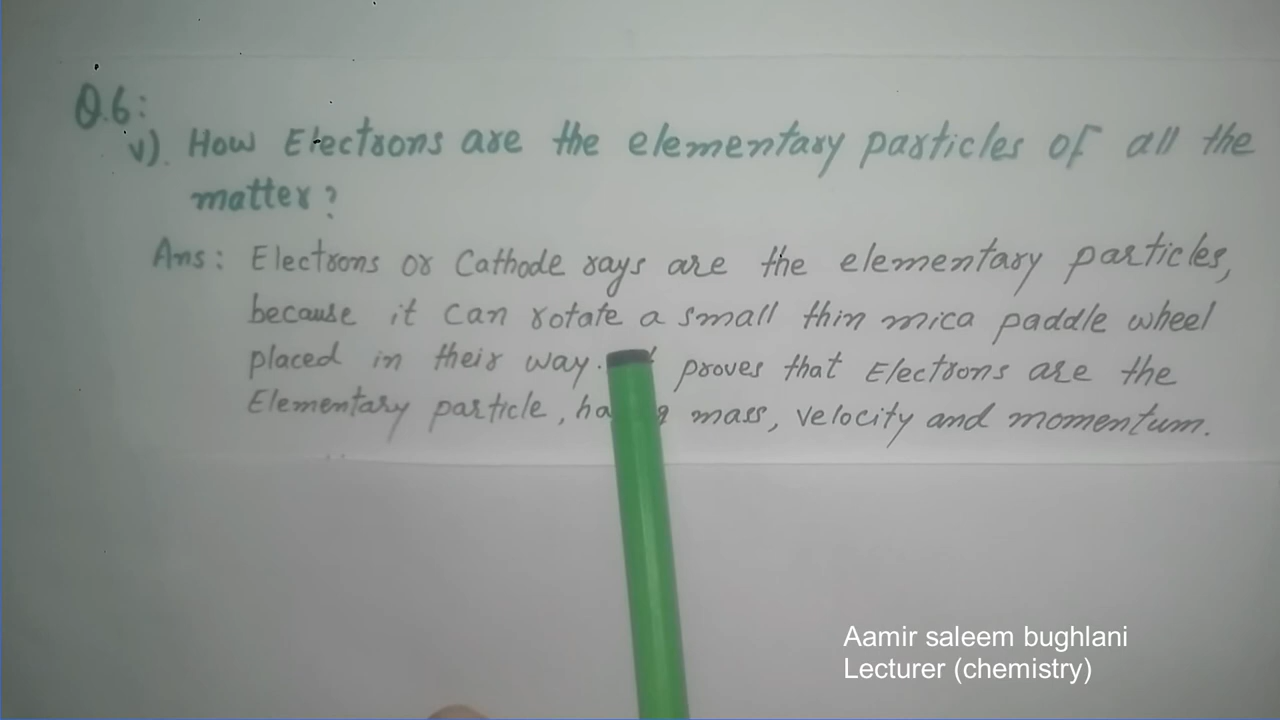 Q.6:
v). How Electrons are the elementary particles of all the
matter?
Ans: Electrons or Cathode rays are the elementary particles,
because it can rotate a small thin mica paddle wheel
placed in their way. proves that Electrons are the
Elementary particle, mass, velocity and momentum.
Aamir saleem bughlani
Lecturer (chemistry)